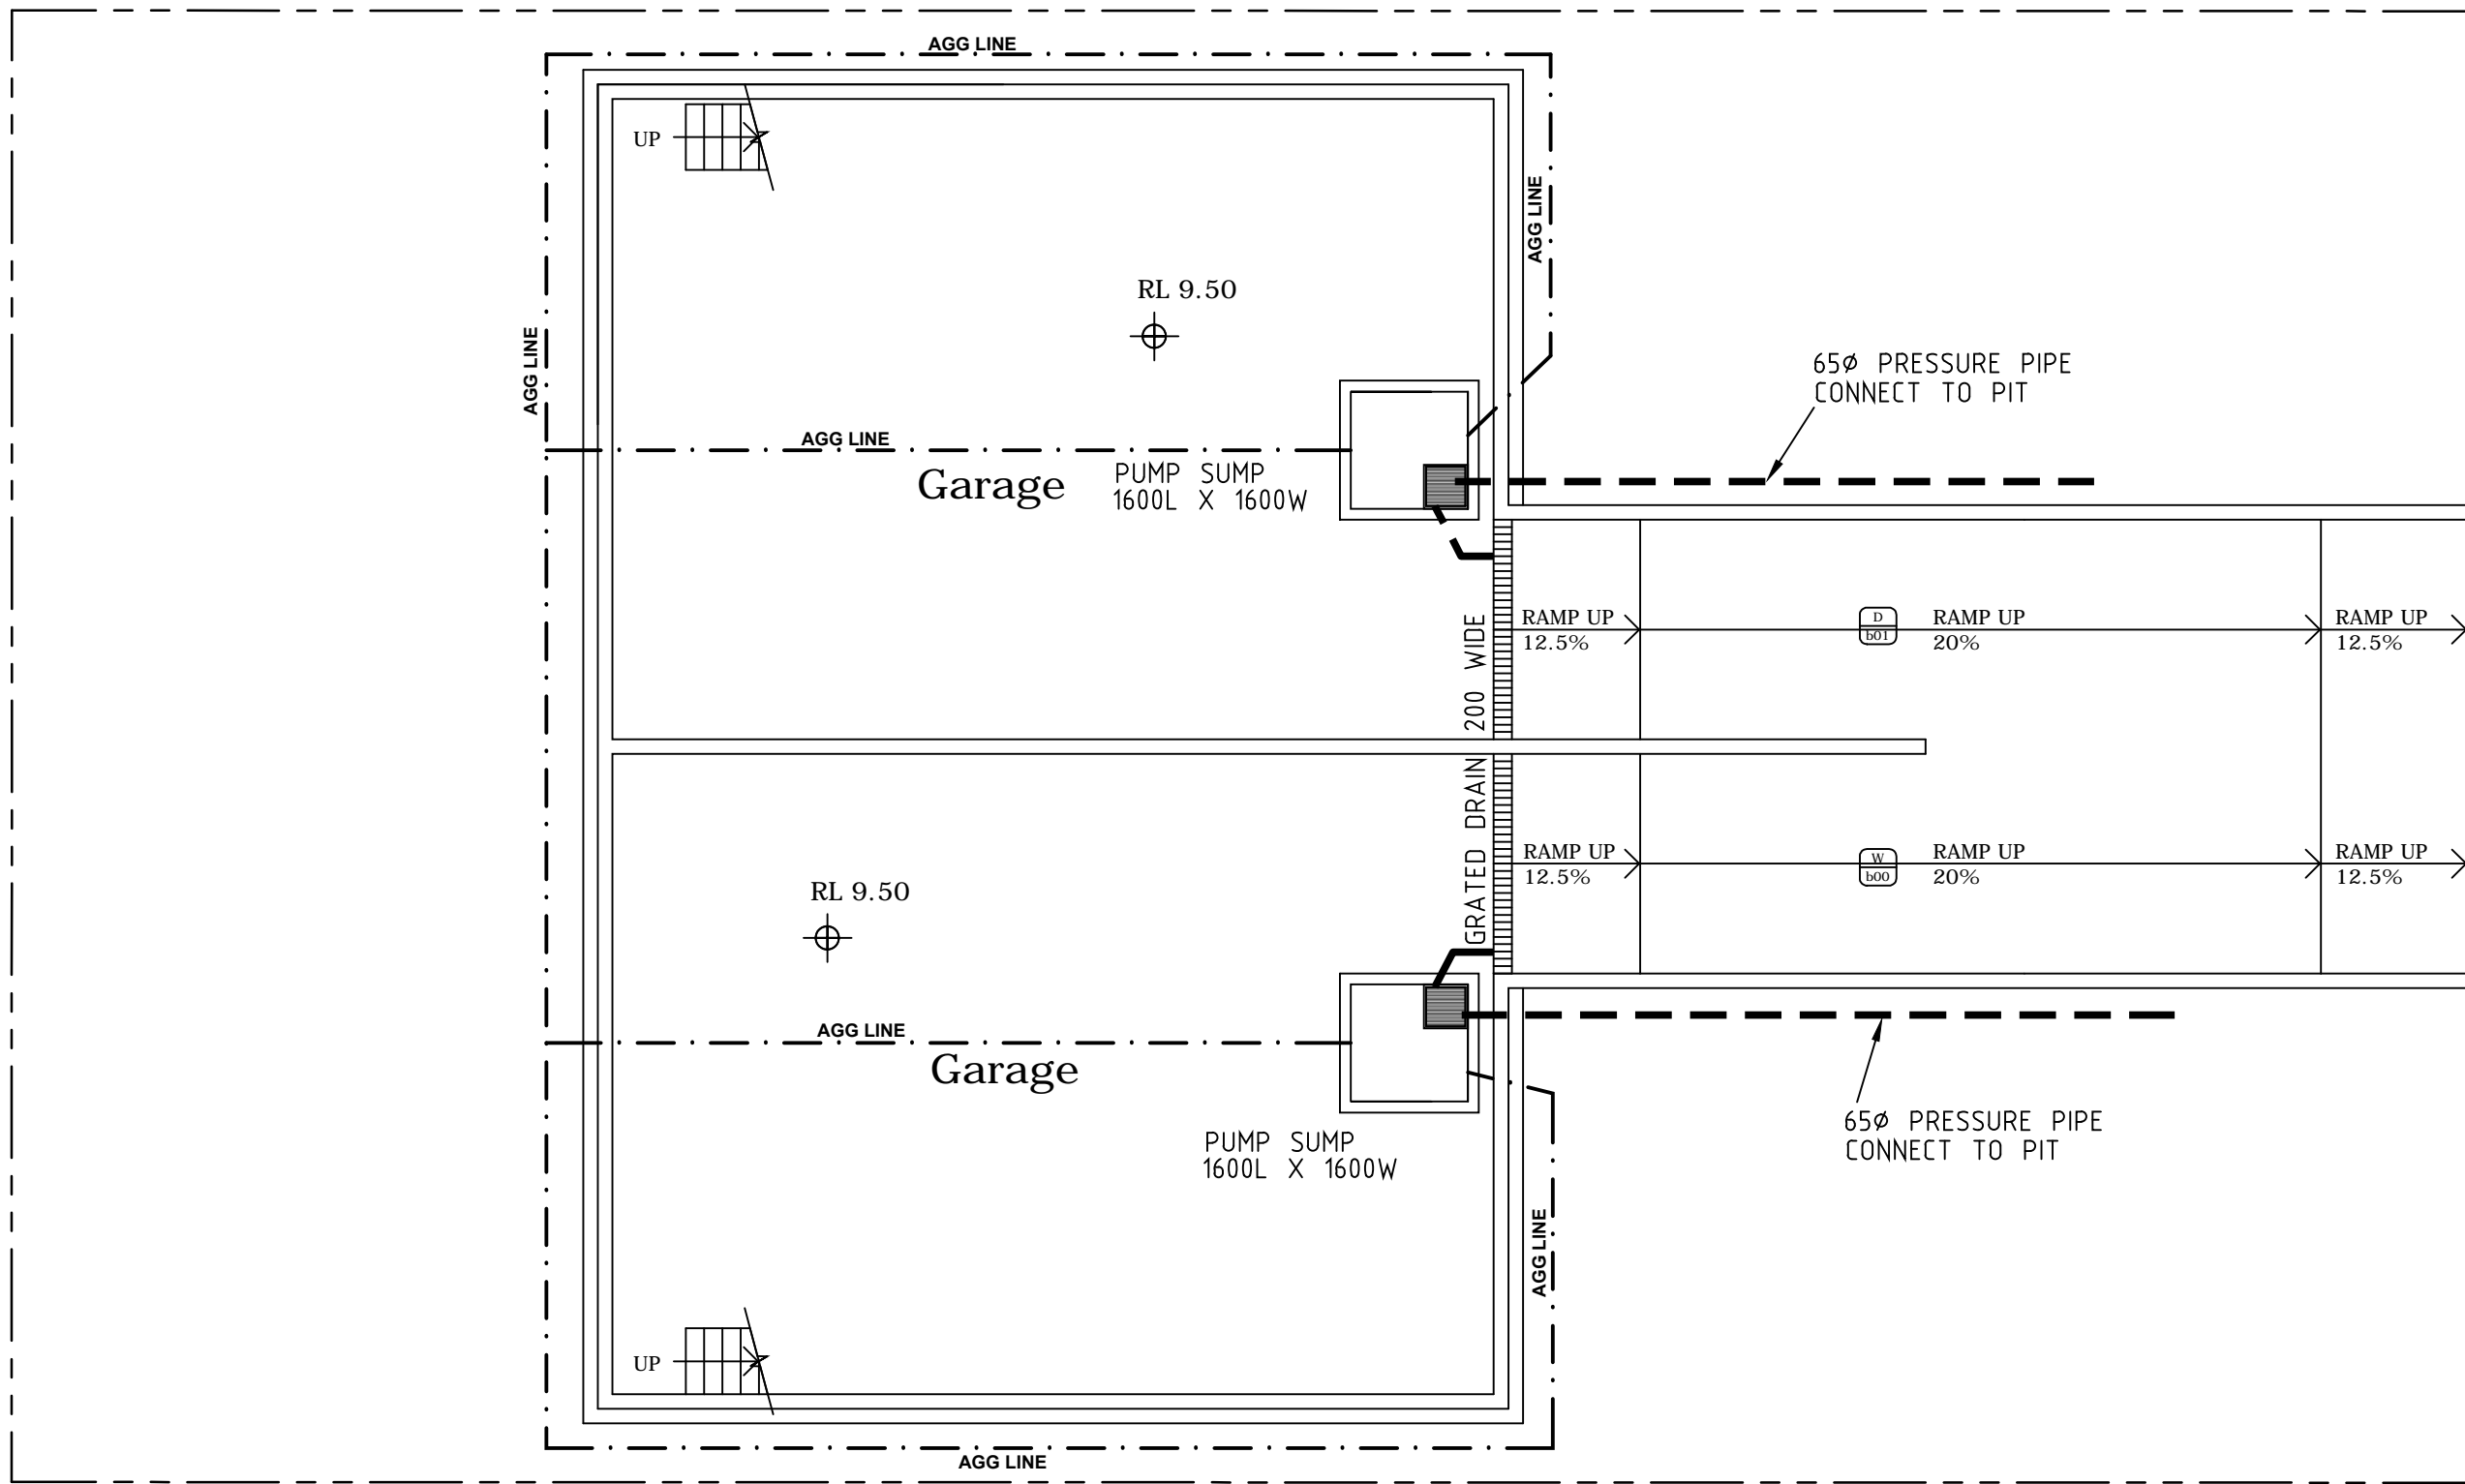 AGG LINE
UP
AGG LINE
RL 9.50
AGG LINE
65ø PRESSURE PIPE
CONNECT TO PIT
AGG LINE
Garage
PUMP SUMP
1600L X 1600W
RAMP UP
12.5%
D
b01
RAMP UP
20%
RAMP UP
12.5%
GRATED DRAIN 200 WIDE
RAMP UP
12.5%
W
b00
RAMP UP
20%
RAMP UP
12.5%
RL 9.50
AGG LINE
Garage
PUMP SUMP
1600L X 1600W
65ø PRESSURE PIPE
CONNECT TO PIT
AGG LINE
UP
AGG LINE